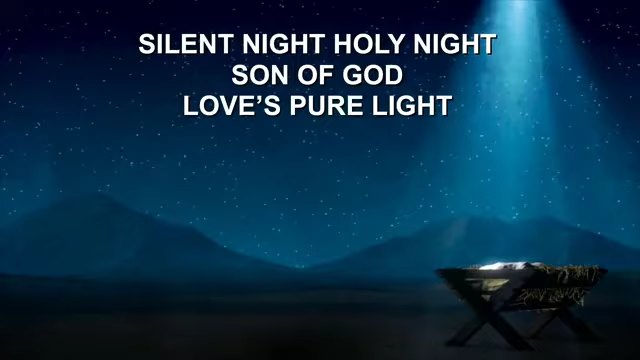 SILENT NIGHT HOLY NIGHT
SON OF GOD
LOVE’S PURE LIGHT